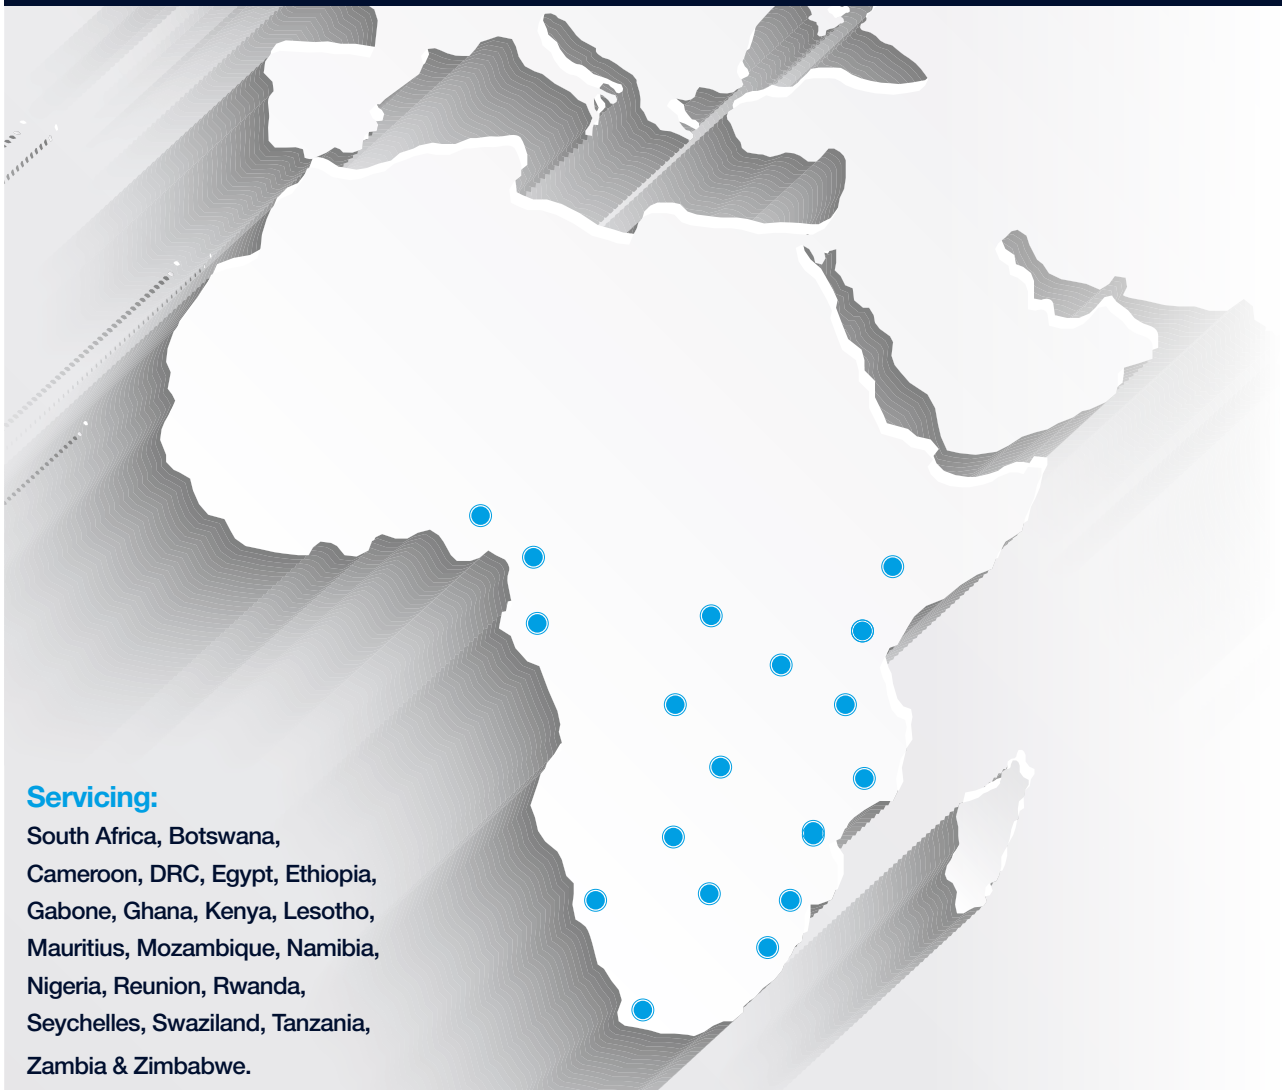 Servicing:
South Africa, Botswana,
Cameroon, DRC, Egypt, Ethiopia,
Gabone, Ghana, Kenya, Lesotho,
Mauritius, Mozambique, Namibia,
Nigeria, Reunion, Rwanda,
Seychelles, Swaziland, Tanzania,
Zambia & Zimbabwe.